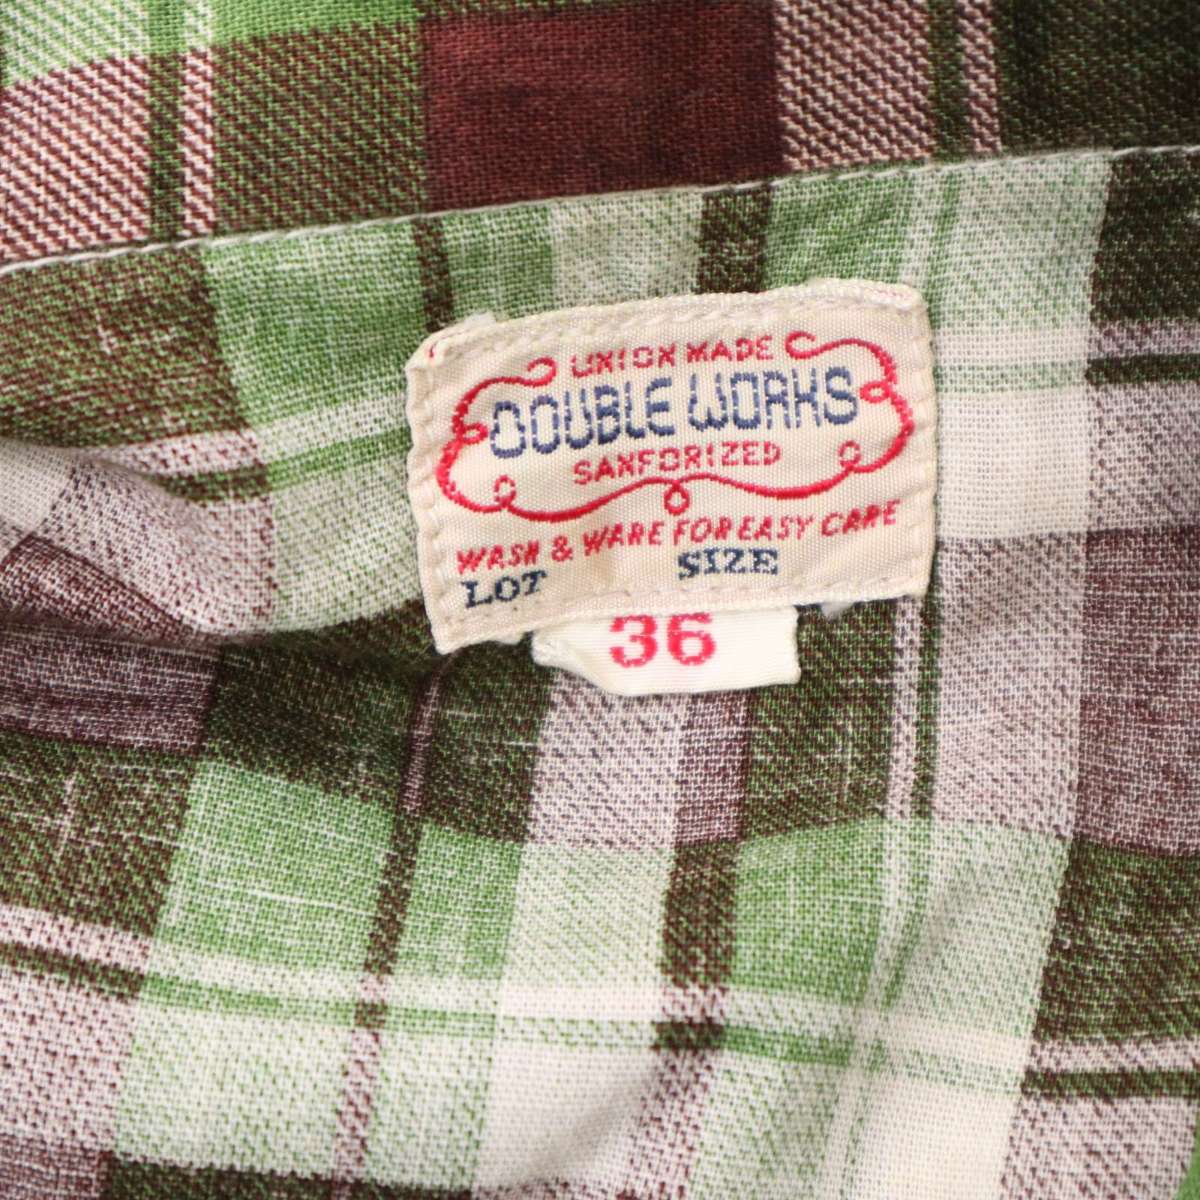 UNION MADE
DOUBLE WORKS
SANFORIZED
WASH & WARE FOR EASY CARE
LOT SIZE
36